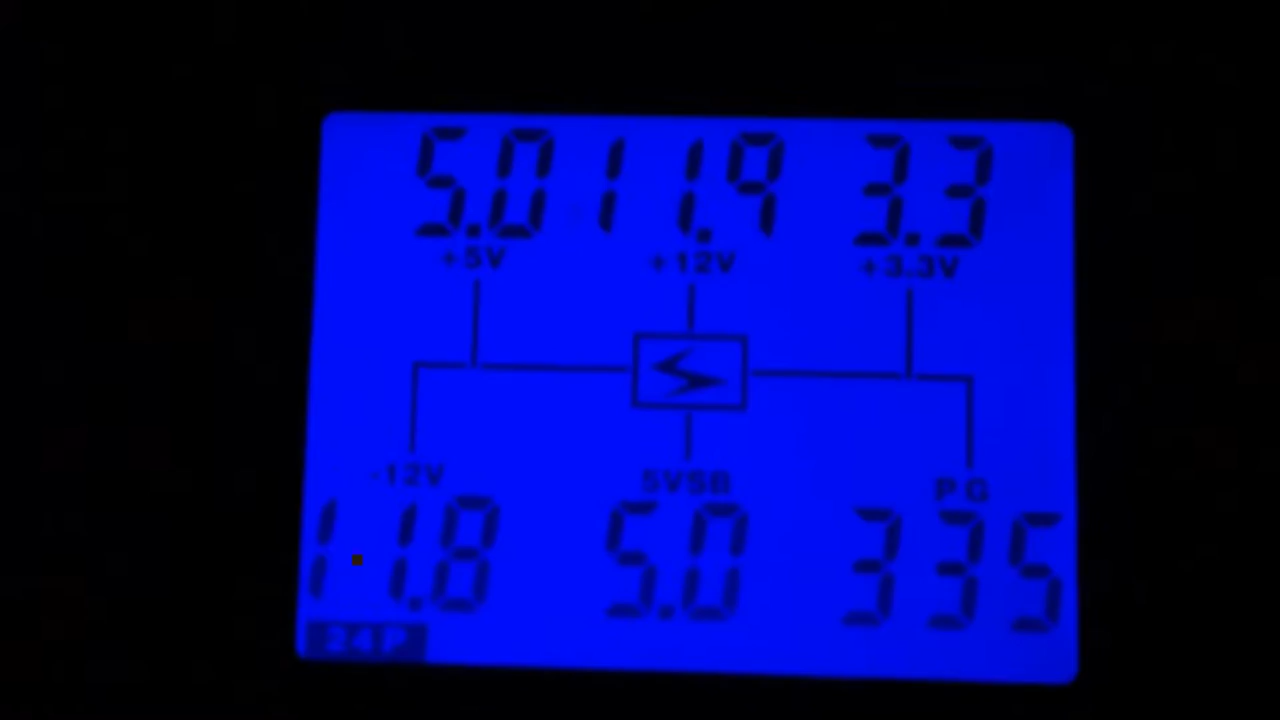 5.0 11.9 3.3
+5V +12V +3.3V
-12V 5VSB PG
11.8 5.0 335
24P